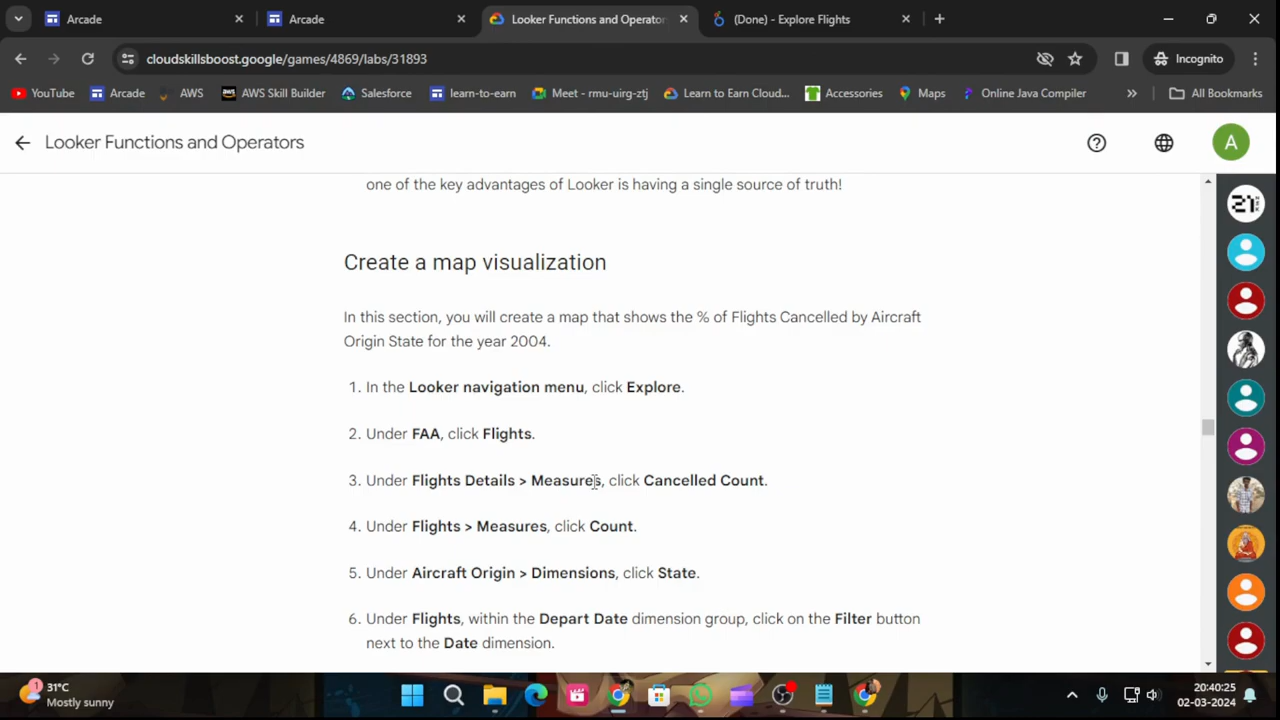 Arcade
Arcade
Looker Functions and Operator
(Done) - Explore Flights
cloudskillsboost.google/games/4869/labs/31893
Incognito
YouTube
Arcade
AWS
AWS Skill Builder
Salesforce
learn-to-earn
Meet - rmu-uirg-ztj
Learn to Earn Cloud...
Accessories
Maps
Online Java Compiler
All Bookmarks
Looker Functions and Operators
A
one of the key advantages of Looker is having a single source of truth!
21
Create a map visualization
In this section, you will create a map that shows the % of Flights Cancelled by Aircraft
Origin State for the year 2004.
1. In the Looker navigation menu, click Explore.
2. Under FAA, click Flights.
3. Under Flights Details > Measures, click Cancelled Count.
4. Under Flights > Measures, click Count.
5. Under Aircraft Origin > Dimensions, click State.
6. Under Flights, within the Depart Date dimension group, click on the Filter button
next to the Date dimension.
1
31°C
Mostly sunny
20:40:25
02-03-2024